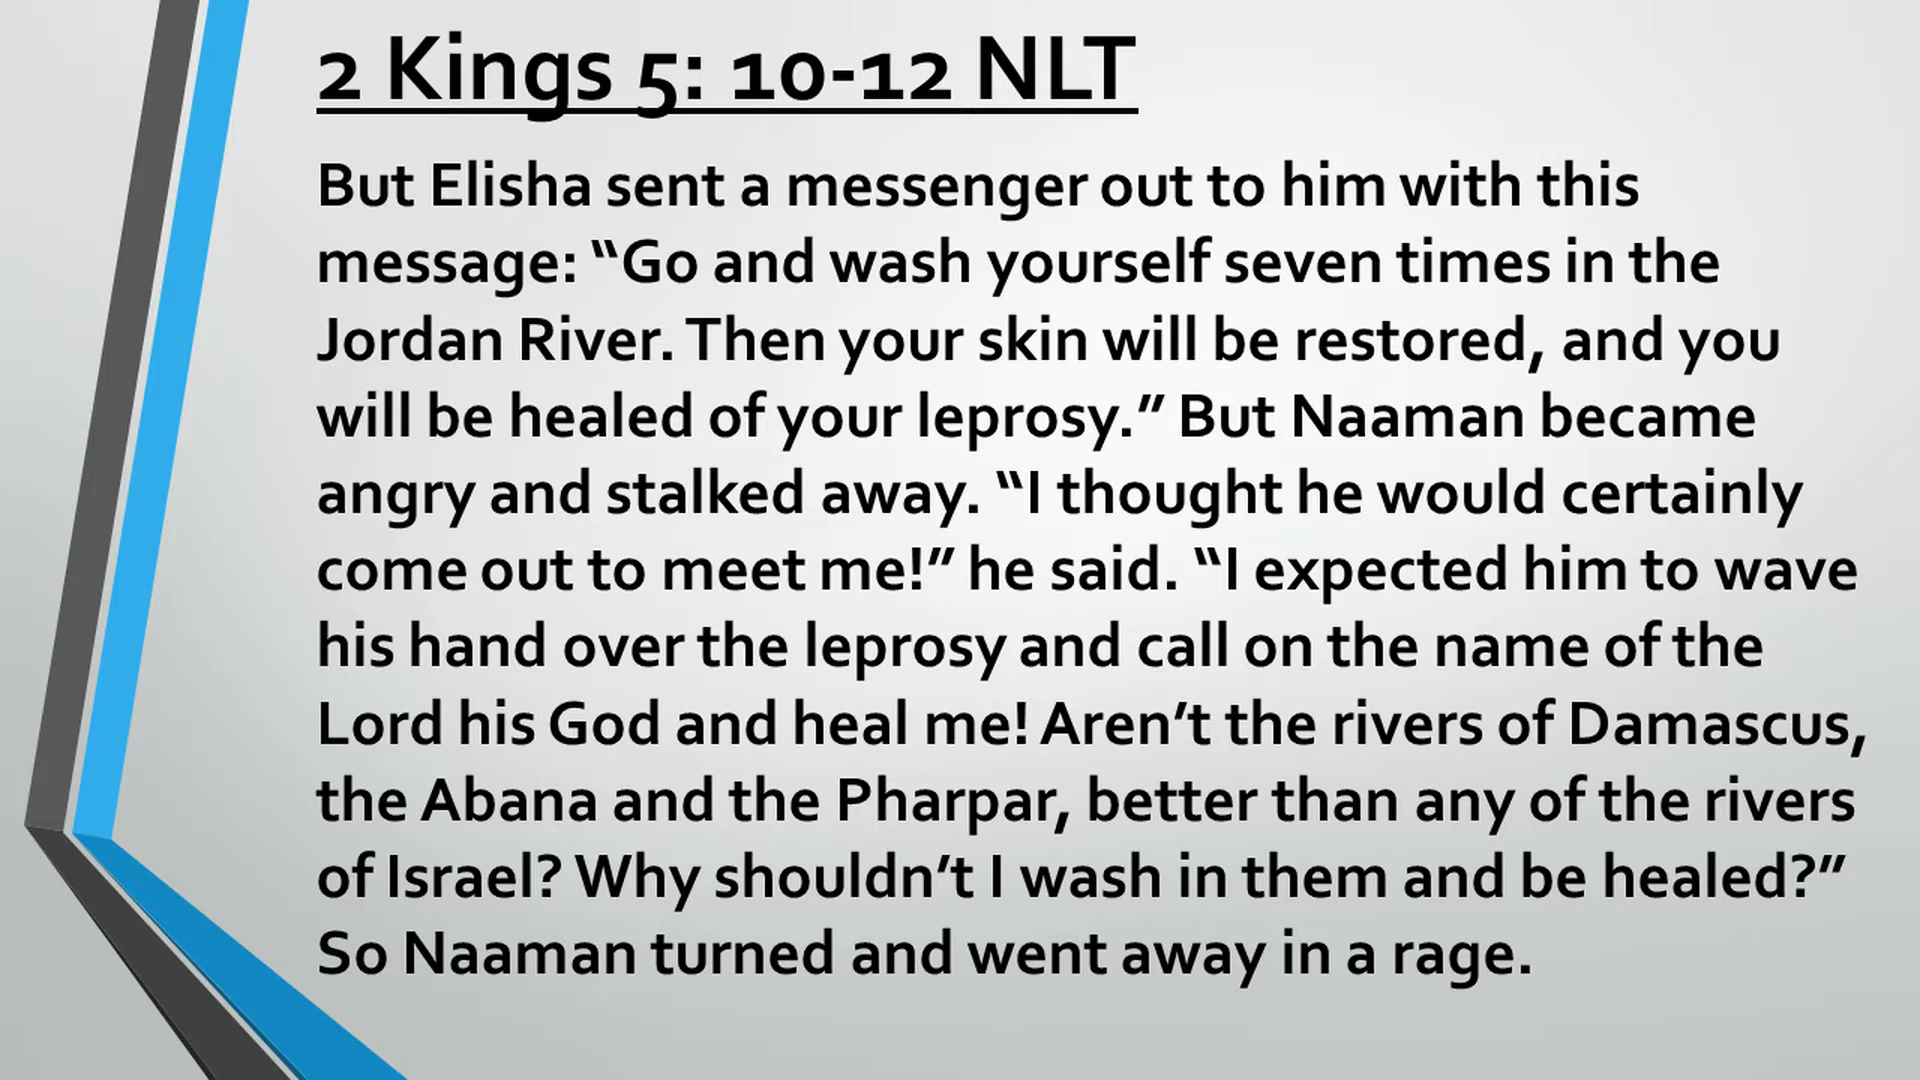 2 Kings 5: 10-12 NLT
But Elisha sent a messenger out to him with this
message: “Go and wash yourself seven times in the
Jordan River. Then your skin will be restored, and you
will be healed of your leprosy.” But Naaman became
angry and stalked away. “I thought he would certainly
come out to meet me!” he said. “I expected him to wave
his hand over the leprosy and call on the name of the
Lord his God and heal me! Aren’t the rivers of Damascus,
the Abana and the Pharpar, better than any of the rivers
of Israel? Why shouldn’t I wash in them and be healed?”
So Naaman turned and went away in a rage.